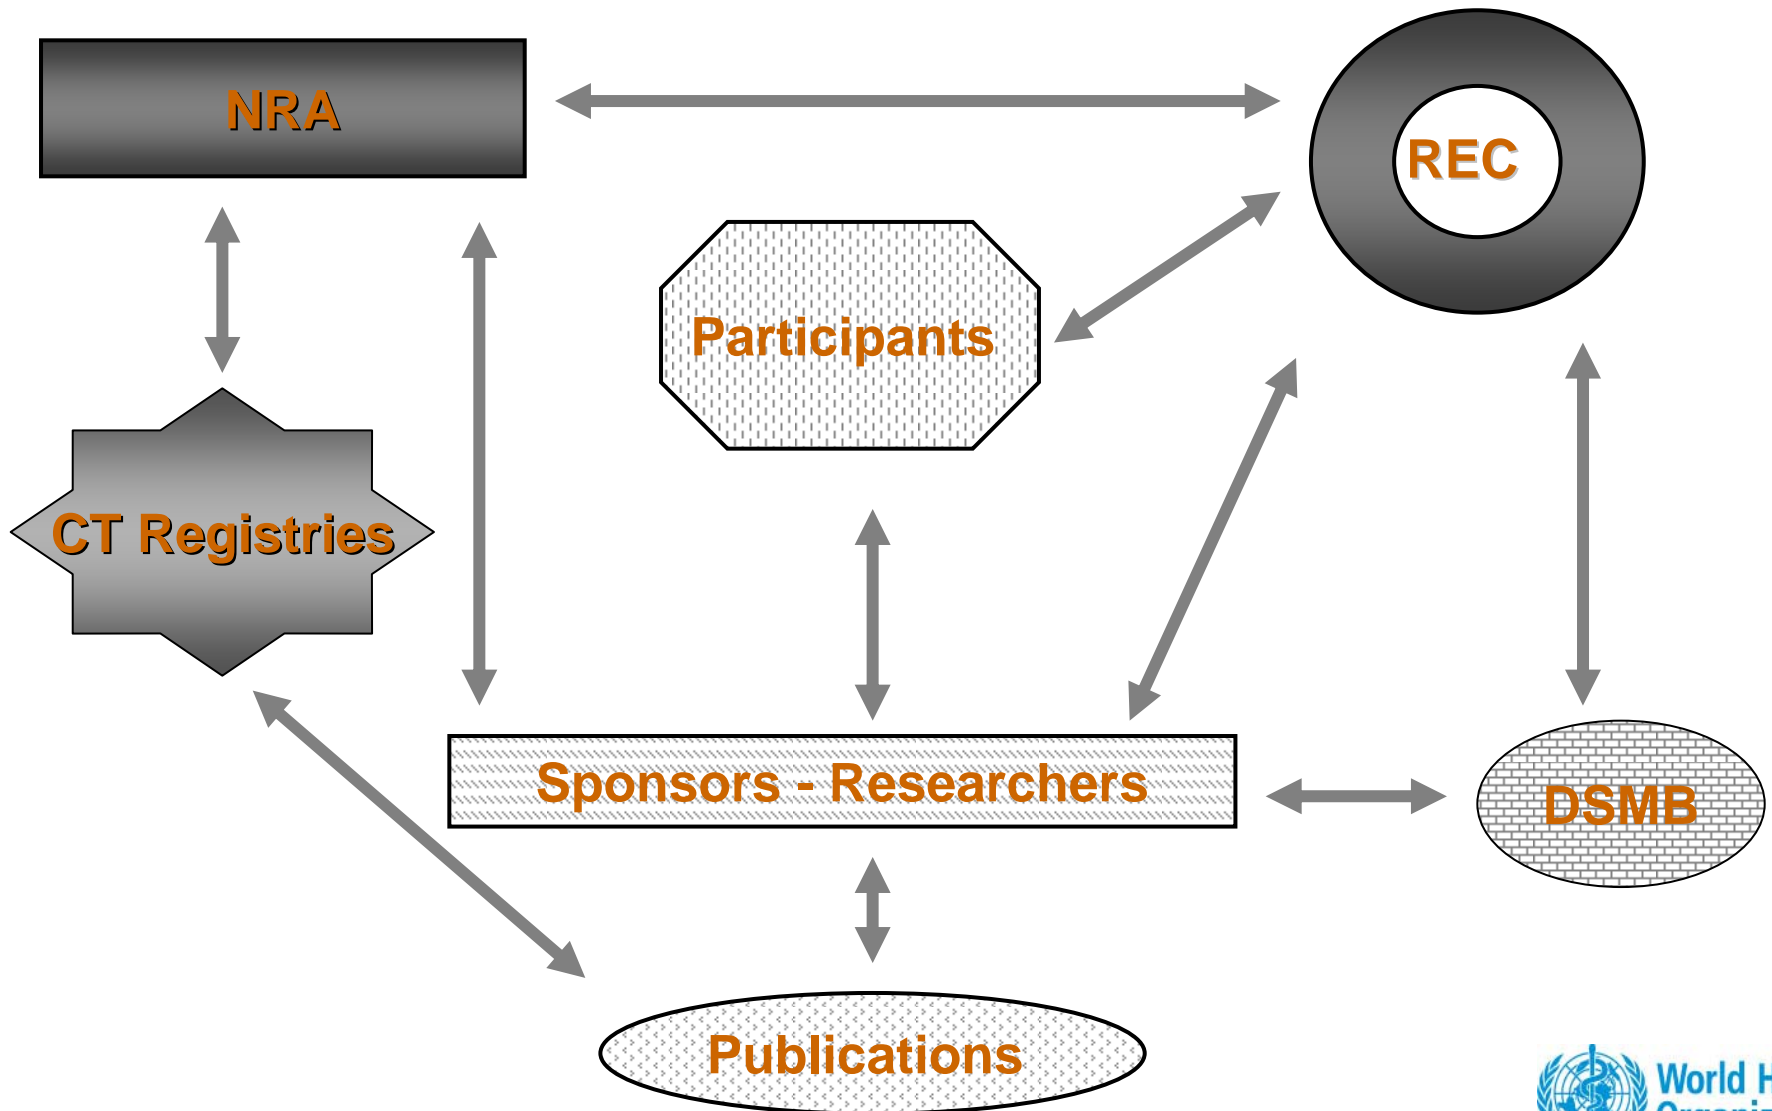 NRA
REC
Participants
CT Registries
Sponsors - Researchers
DSMB
Publications
World H